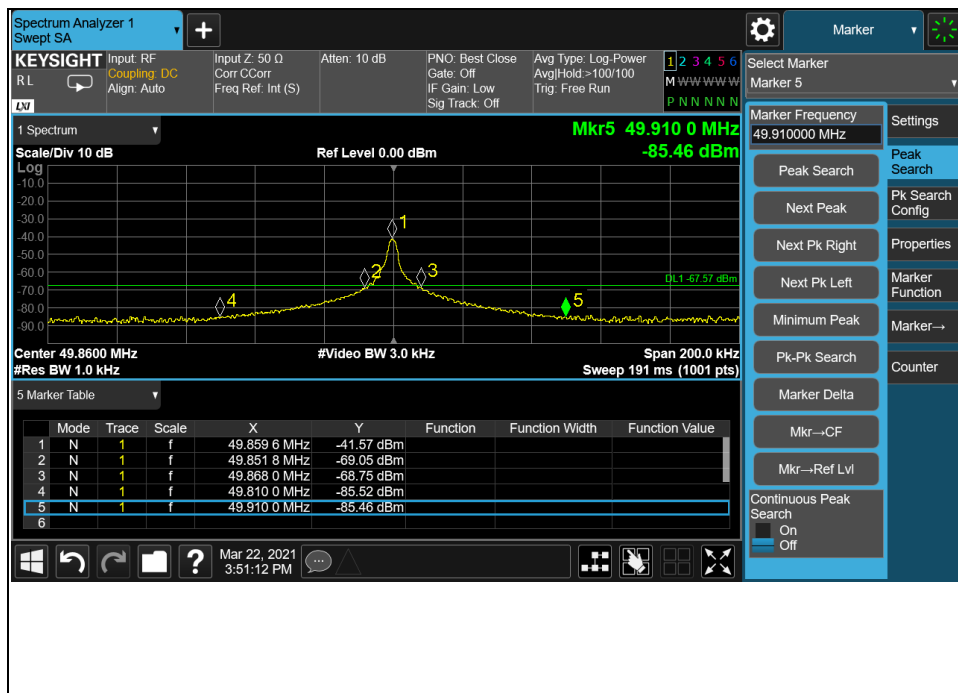 Spectrum Analyzer 1
Swept SA
+
Marker
KEYSIGHT
R L
LXI
Input: RF
Coupling: DC
Align: Auto
Input Z: 50 Ω
Corr CCorr
Freq Ref: Int (S)
Atten: 10 dB
PNO: Best Close
Gate: Off
IF Gain: Low
Sig Track: Off
Avg Type: Log-Power
Avg|Hold:>100/100
Trig: Free Run
1 2 3 4 5 6
M W W W W W
P N N N N N
Select Marker
Marker 5
1 Spectrum
Mkr5 49.910 0 MHz
Scale/Div 10 dB
Ref Level 0.00 dBm
-85.46 dBm
Log
-10.0
-20.0
-30.0
-40.0
-50.0
-60.0
-70.0
-80.0
-90.0
1
2
3
4
5
DL1 -67.57 dBm
Center 49.8600 MHz
#Video BW 3.0 kHz
Span 200.0 kHz
#Res BW 1.0 kHz
Sweep 191 ms (1001 pts)
Marker Frequency
49.910000 MHz
Peak Search
Next Peak
Next Pk Right
Next Pk Left
Minimum Peak
Pk-Pk Search
Marker Delta
Mkr→CF
Mkr→Ref Lvl
Continuous Peak
Search
On
Off
Settings
Peak
Search
Pk Search
Config
Properties
Marker
Function
Marker→
Counter
5 Marker Table
Mode Trace Scale X Y Function Function Width Function Value
1 N 1 f 49.859 6 MHz -41.57 dBm
2 N 1 f 49.851 8 MHz -69.05 dBm
3 N 1 f 49.868 0 MHz -68.75 dBm
4 N 1 f 49.810 0 MHz -85.52 dBm
5 N 1 f 49.910 0 MHz -85.46 dBm
6
?
Mar 22, 2021
3:51:12 PM